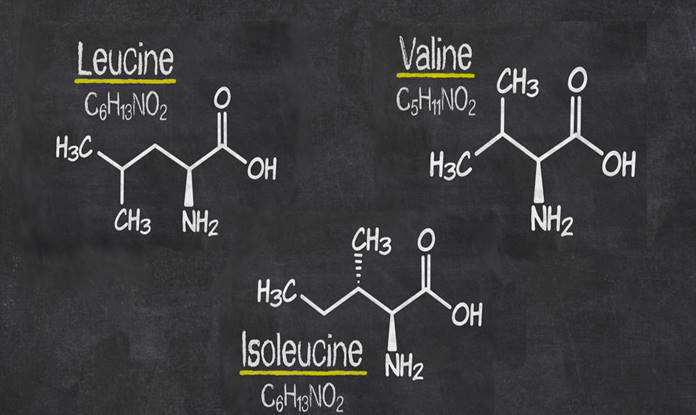 Leucine
C₆H₁₃NO₂
O
H₃C
OH
CH₃
NH₂
Valine
C₅H₁₁NO₂
CH₃
O
H₃C
OH
NH₂
CH₃
O
H₃C
OH
NH₂
Isoleucine
C₆H₁₃NO₂